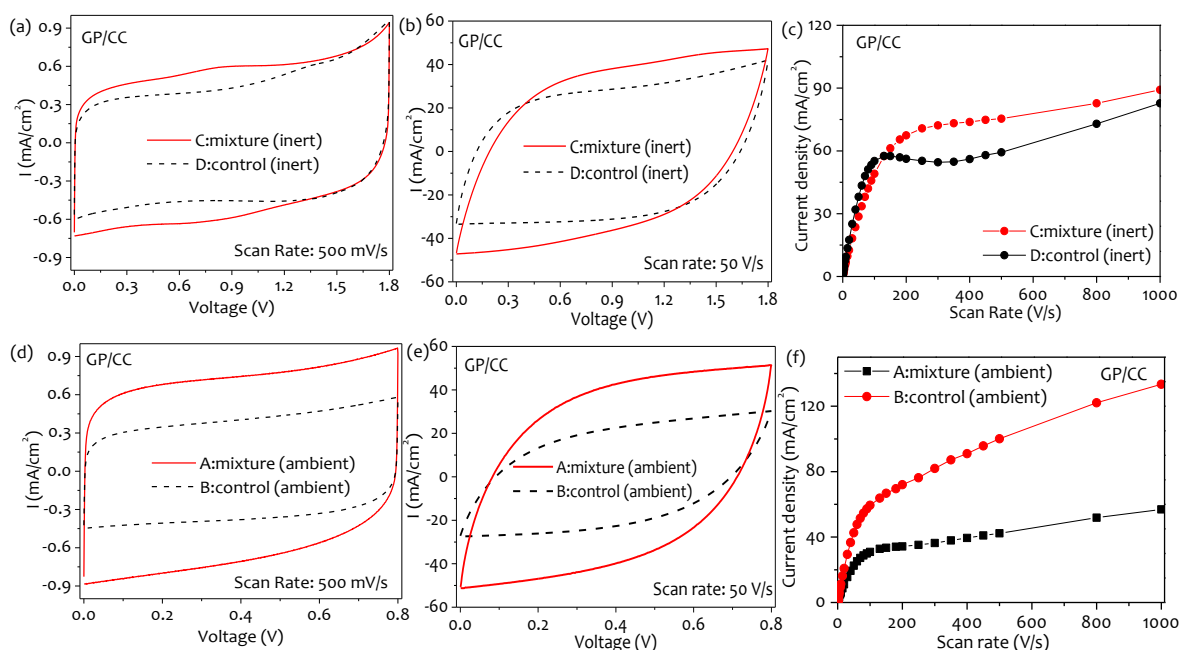 (a)
GP/CC
I (mA/cm²)
0.9
0.6
0.3
0.0
-0.3
-0.6
-0.9
C:mixture (inert)
D:control (inert)
Scan Rate: 500 mV/s
0.0 0.3 0.6 0.9 1.2 1.5 1.8
Voltage (V)
(b)
GP/CC
I (mA/cm²)
60
40
20
0
-20
-40
-60
C:mixture (inert)
D:control (inert)
Scan rate: 50 V/s
0.0 0.3 0.6 0.9 1.2 1.5 1.8
Voltage (V)
(c)
GP/CC
Current density (mA/cm²)
120
90
60
30
0
C:mixture (inert)
D:control (inert)
0 200 400 600 800 1000
Scan Rate (V/s)
(d)
GP/CC
I (mA/cm²)
0.9
0.6
0.3
0.0
-0.3
-0.6
-0.9
A:mixture (ambient)
B:control (ambient)
Scan Rate: 500 mV/s
0.0 0.2 0.4 0.6 0.8
Voltage (V)
(e)
GP/CC
I (mA/cm²)
60
40
20
0
-20
-40
-60
A:mixture (ambient)
B:control (ambient)
Scan rate: 50 V/s
0.0 0.2 0.4 0.6 0.8
Voltage (V)
(f)
GP/CC
Current density (mA/cm²)
120
80
40
0
A:mixture (ambient)
B:control (ambient)
0 200 400 600 800 1000
Scan rate (V/s)